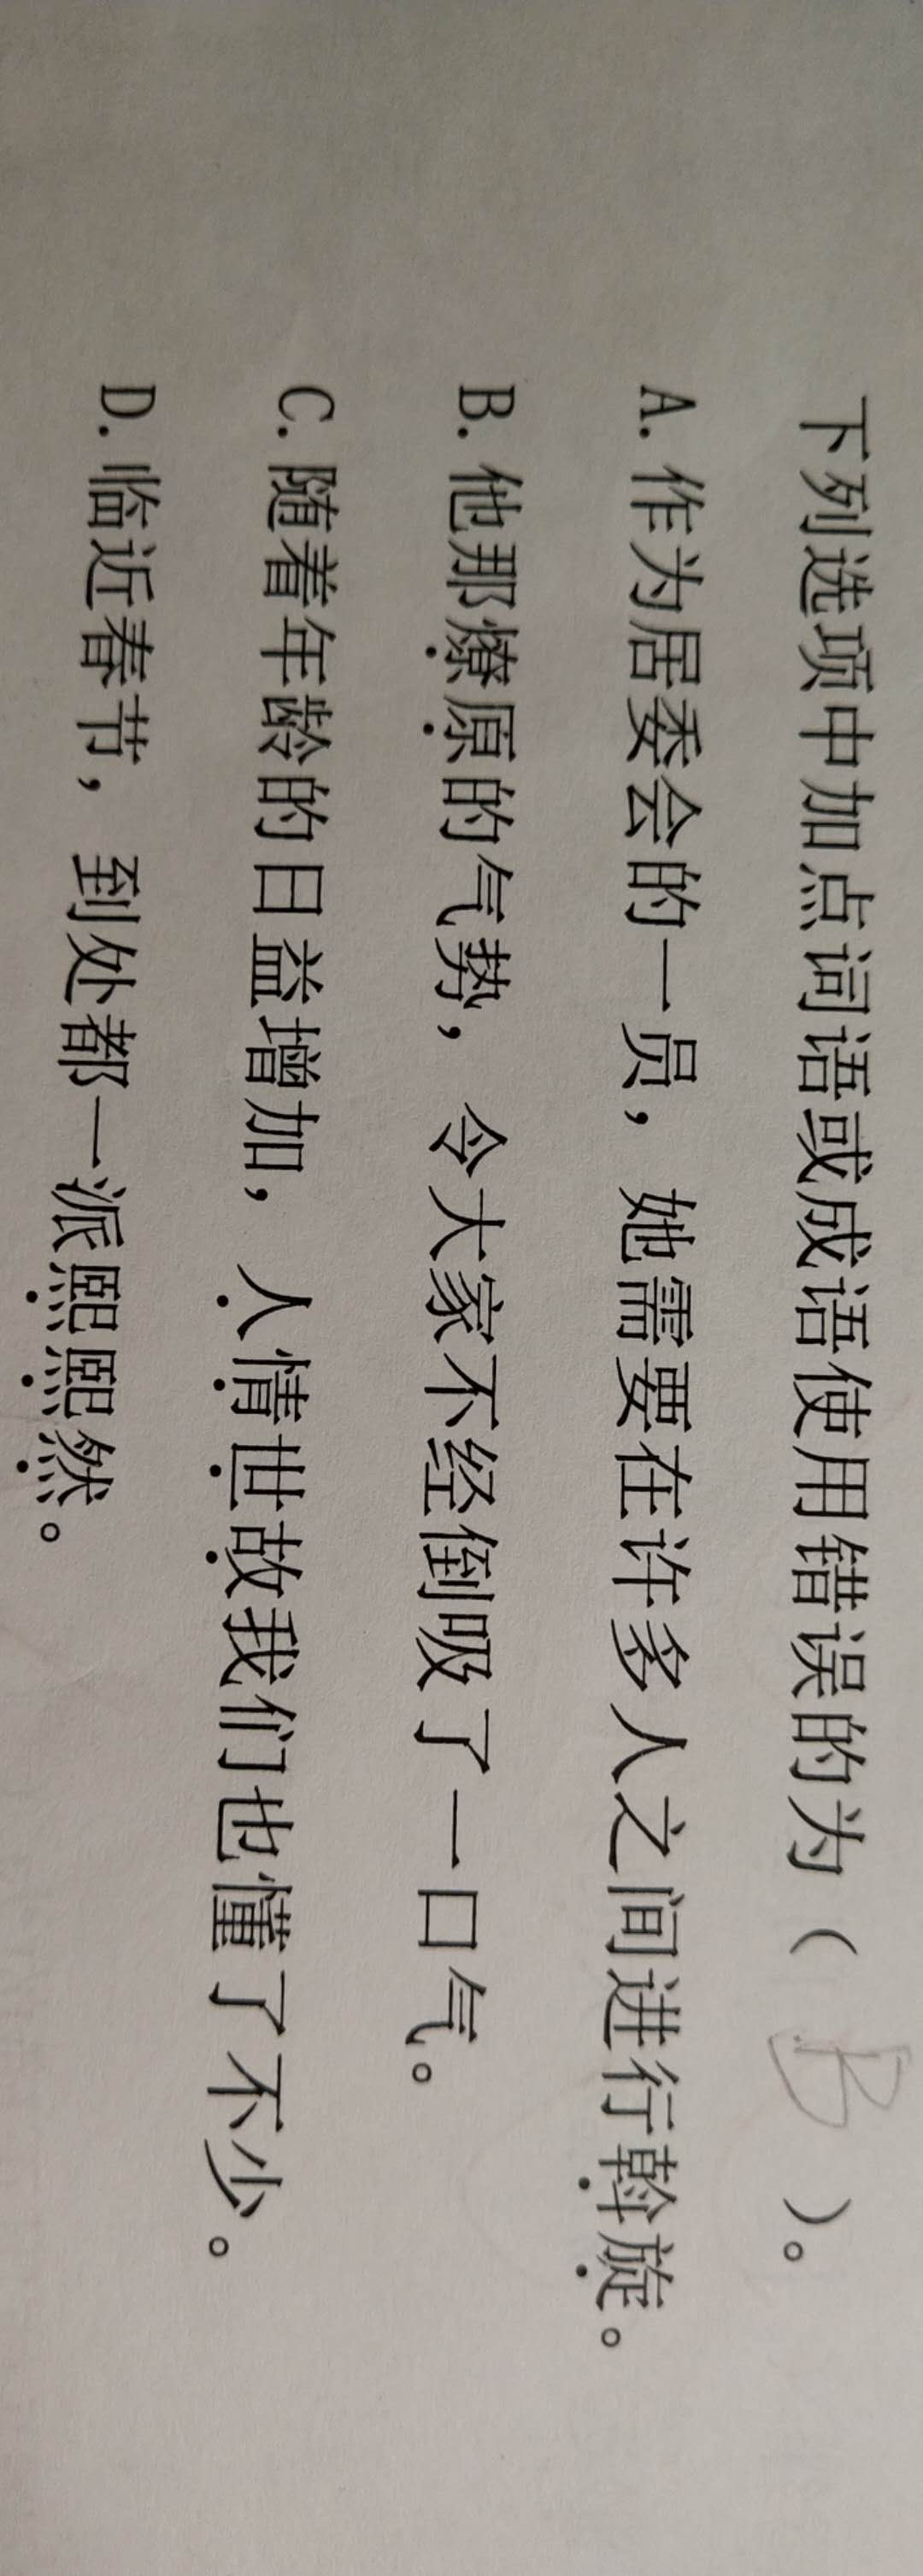 下列选项中加点词语或成语使用错误的为（ B ）。
A. 作为居委会的一员，她需要在许多人之间进行斡旋。
B. 他那燎原的气势，令大家不经倒吸了一口气。
C. 随着年龄的日益增加，人情世故我们也懂了不少。
D. 临近春节，到处都一派熙熙然。